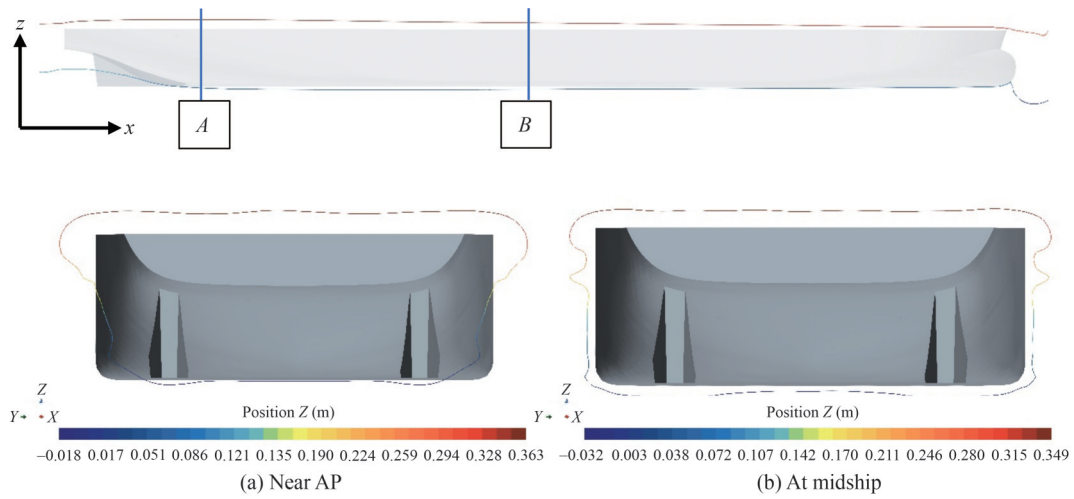 z
x
A
B
Z
Y X
Position Z (m)
−0.018 0.017 0.051 0.086 0.121 0.135 0.190 0.224 0.259 0.294 0.328 0.363
(a) Near AP
Z
Y X
Position Z (m)
−0.032 0.003 0.038 0.072 0.107 0.142 0.170 0.211 0.246 0.280 0.315 0.349
(b) At midship